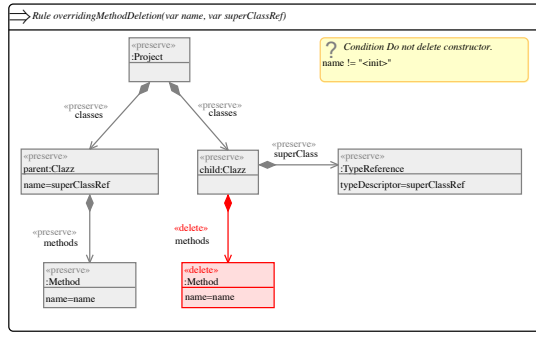 Rule overridingMethodDeletion(var name, var superClassRef)
«preserve»
:Project
? Condition Do not delete constructor.
name != "<init>"
«preserve»
classes
«preserve»
classes
«preserve»
parent:Clazz
name=superClassRef
«preserve»
child:Clazz
«preserve»
superClass
«preserve»
:TypeReference
typeDescriptor=superClassRef
«preserve»
methods
«delete»
methods
«preserve»
:Method
name=name
«delete»
:Method
name=name